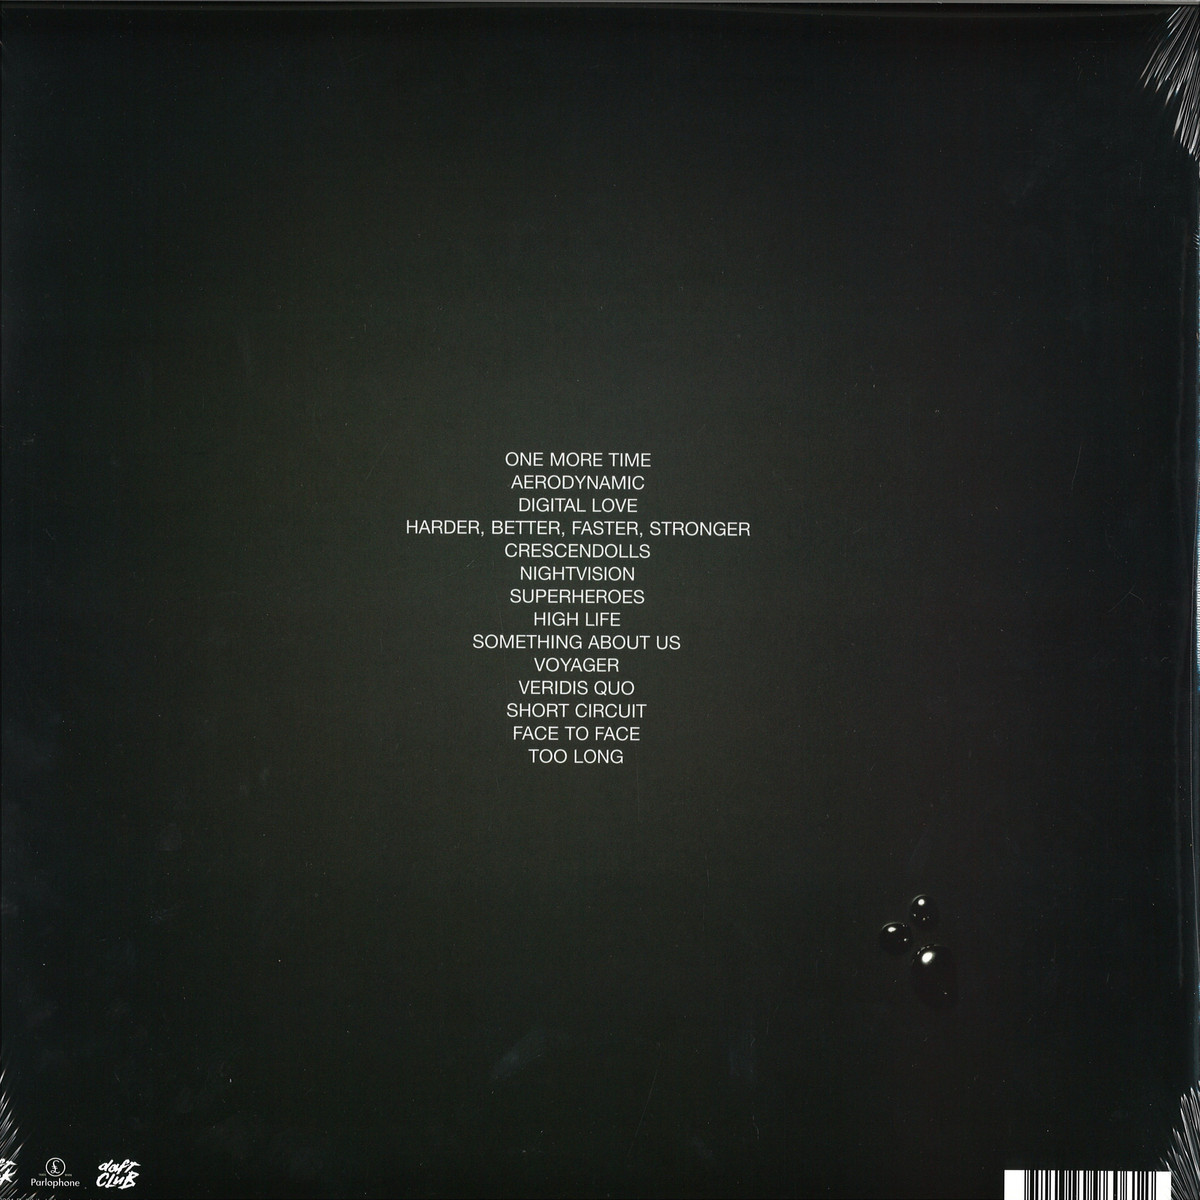 ONE MORE TIME
AERODYNAMIC
DIGITAL LOVE
HARDER, BETTER, FASTER, STRONGER
CRESCENDOLLS
NIGHTVISION
SUPERHEROES
HIGH LIFE
SOMETHING ABOUT US
VOYAGER
VERIDIS QUO
SHORT CIRCUIT
FACE TO FACE
TOO LONG
Parlophone
daft CLUB